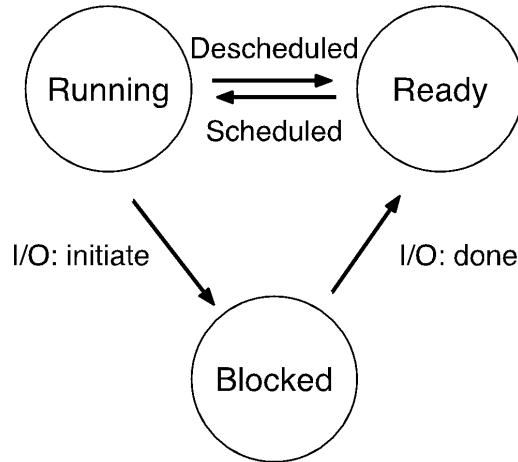 Descheduled
Running
Ready
Scheduled
I/O: initiate
I/O: done
Blocked